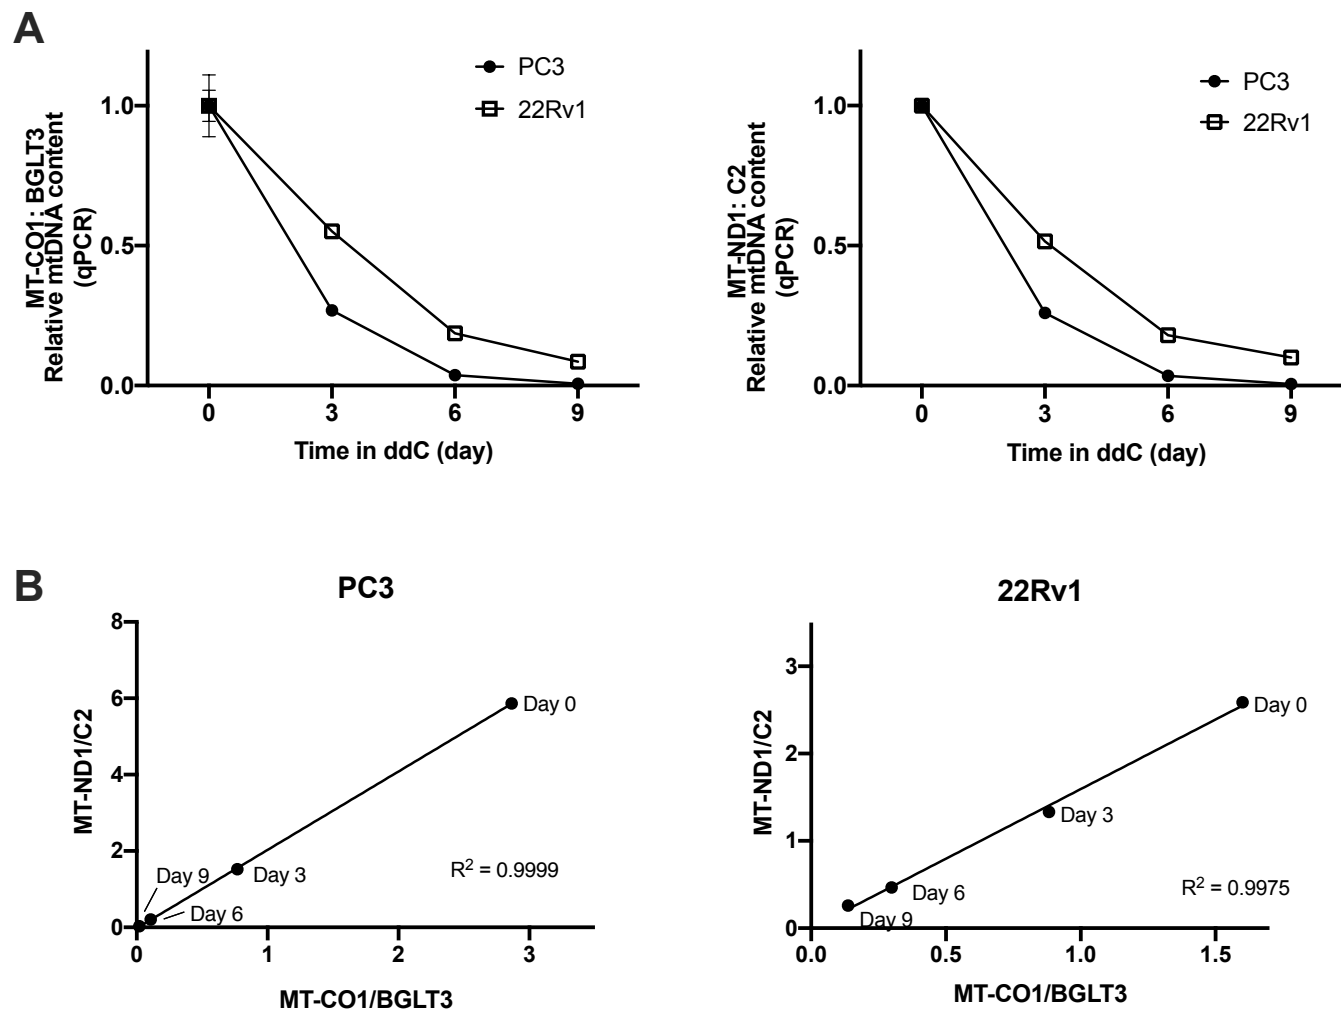 A
MT-CO1: BGLT3
Relative mtDNA content
(qPCR)
1.0
0.5
0.0
0 3 6 9
Time in ddC (day)
PC3
22Rv1
MT-ND1: C2
Relative mtDNA content
(qPCR)
1.0
0.5
0.0
0 3 6 9
Time in ddC (day)
PC3
22Rv1
B
PC3
MT-ND1/C2
8
6
4
2
0
0 1 2 3
MT-CO1/BGLT3
Day 0
Day 3
Day 9
Day 6
R² = 0.9999
22Rv1
MT-ND1/C2
3
2
1
0
0.0 0.5 1.0 1.5
MT-CO1/BGLT3
Day 0
Day 3
Day 6
Day 9
R² = 0.9975